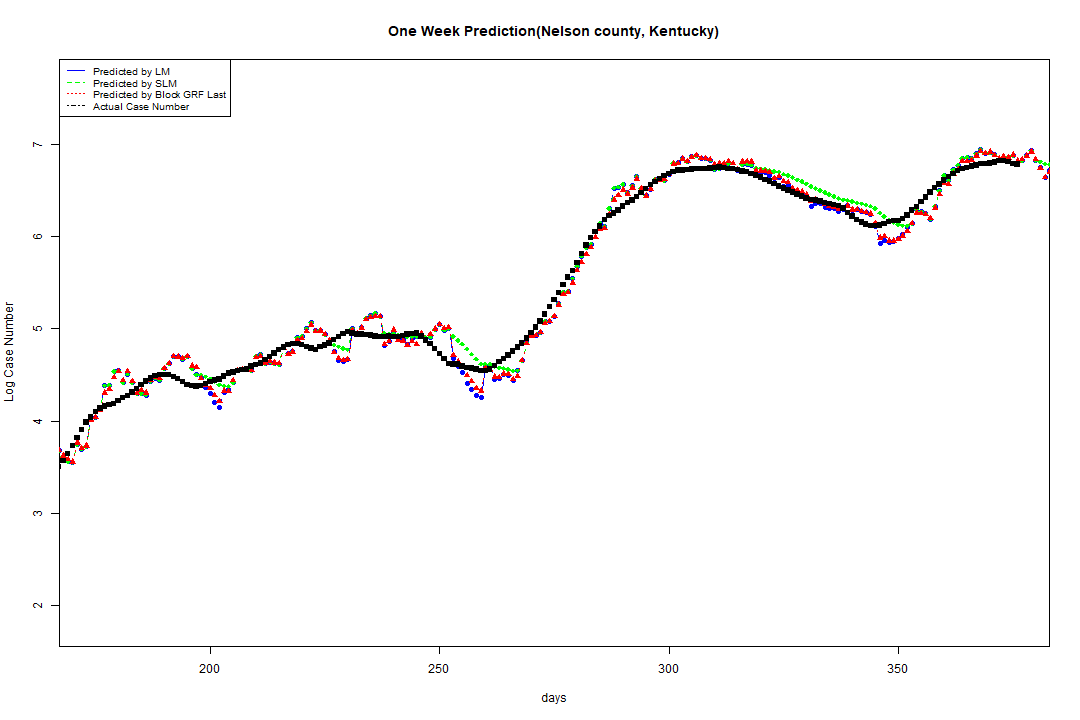 One Week Prediction(Nelson county, Kentucky)
Predicted by LM
Predicted by SLM
Predicted by Block GRF Last
Actual Case Number
7
6
5
4
3
2
Log Case Number
200
250
300
350
days